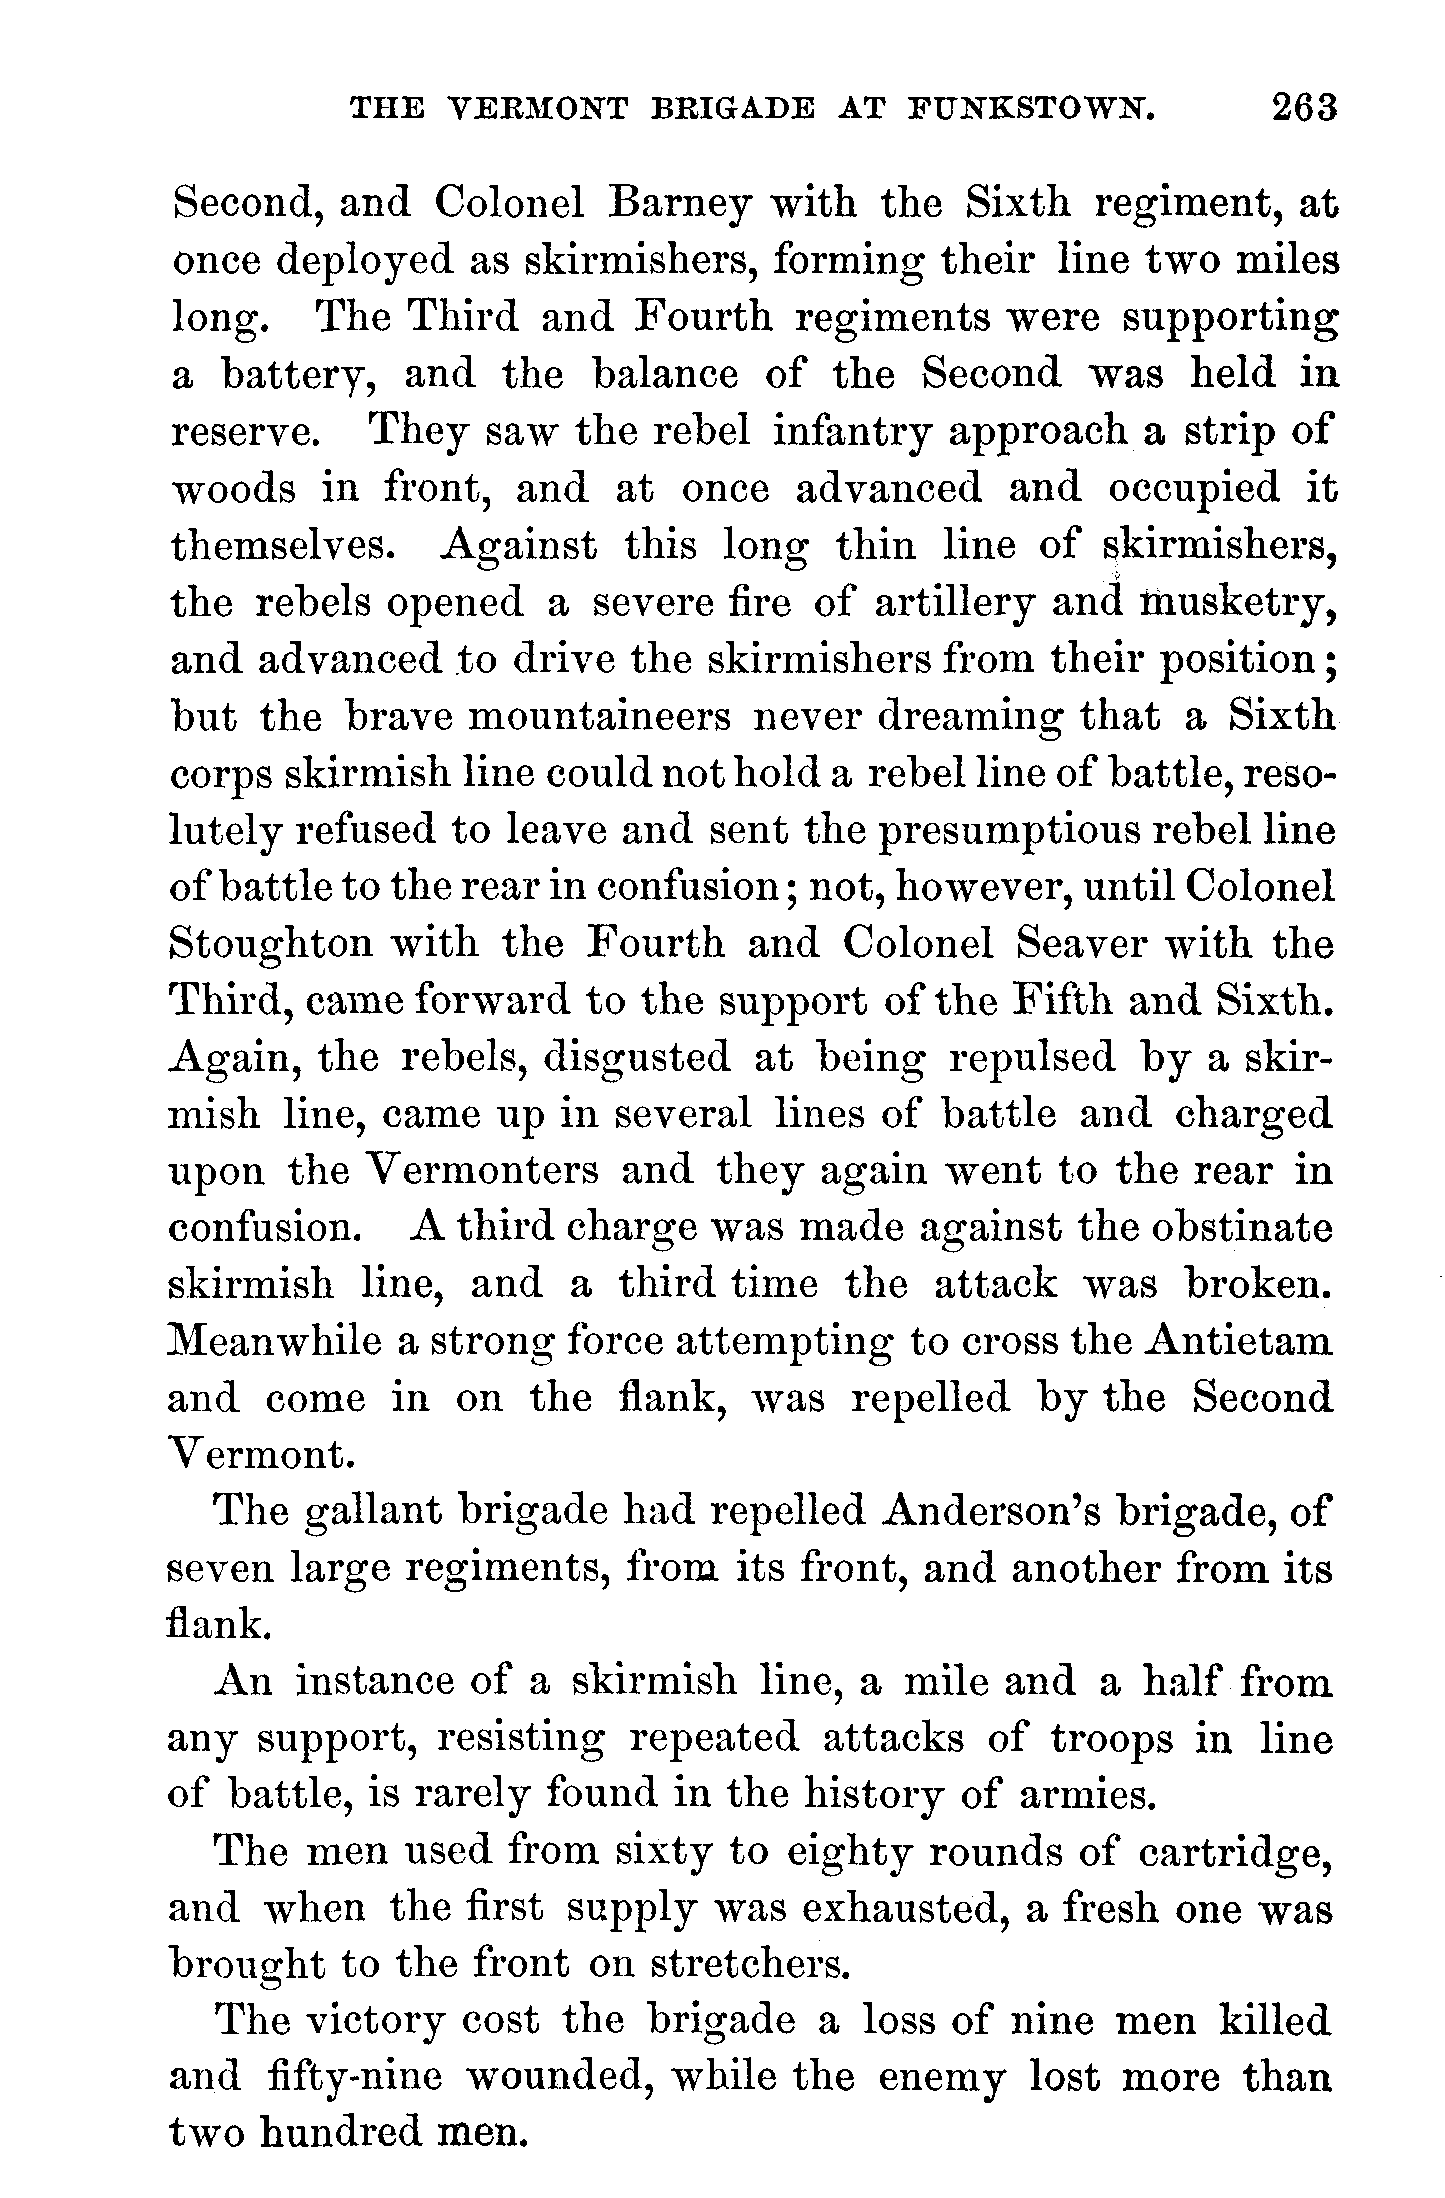 THE VERMONT BRIGADE AT FUNKSTOWN. 263
Second, and Colonel Barney with the Sixth regiment, at
once deployed as skirmishers, forming their line two miles
long. The Third and Fourth regiments were supporting
a battery, and the balance of the Second was held in
reserve. They saw the rebel infantry approach a strip of
woods in front, and at once advanced and occupied it
themselves. Against this long thin line of skirmishers,
the rebels opened a severe fire of artillery and musketry,
and advanced to drive the skirmishers from their position;
but the brave mountaineers never dreaming that a Sixth
corps skirmish line could not hold a rebel line of battle, reso-
lutely refused to leave and sent the presumptious rebel line
of battle to the rear in confusion; not, however, until Colonel
Stoughton with the Fourth and Colonel Seaver with the
Third, came forward to the support of the Fifth and Sixth.
Again, the rebels, disgusted at being repulsed by a skir-
mish line, came up in several lines of battle and charged
upon the Vermonters and they again went to the rear in
confusion. A third charge was made against the obstinate
skirmish line, and a third time the attack was broken.
Meanwhile a strong force attempting to cross the Antietam
and come in on the flank, was repelled by the Second
Vermont.
The gallant brigade had repelled Anderson's brigade, of
seven large regiments, from its front, and another from its
flank.
An instance of a skirmish line, a mile and a half from
any support, resisting repeated attacks of troops in line
of battle, is rarely found in the history of armies.
The men used from sixty to eighty rounds of cartridge,
and when the first supply was exhausted, a fresh one was
brought to the front on stretchers.
The victory cost the brigade a loss of nine men killed
and fifty-nine wounded, while the enemy lost more than
two hundred men.